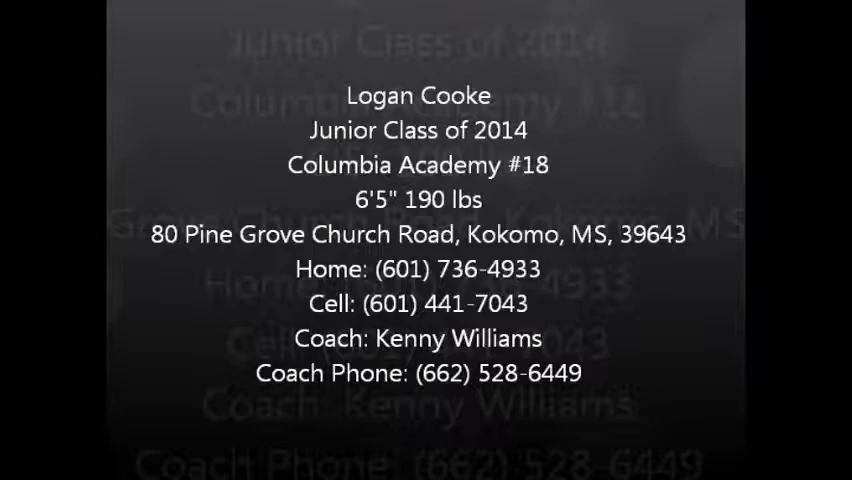 Logan Cooke
Junior Class of 2014
Columbia Academy #18
6'5" 190 lbs
80 Pine Grove Church Road, Kokomo, MS, 39643
Home: (601) 736-4933
Cell: (601) 441-7043
Coach: Kenny Williams
Coach Phone: (662) 528-6449